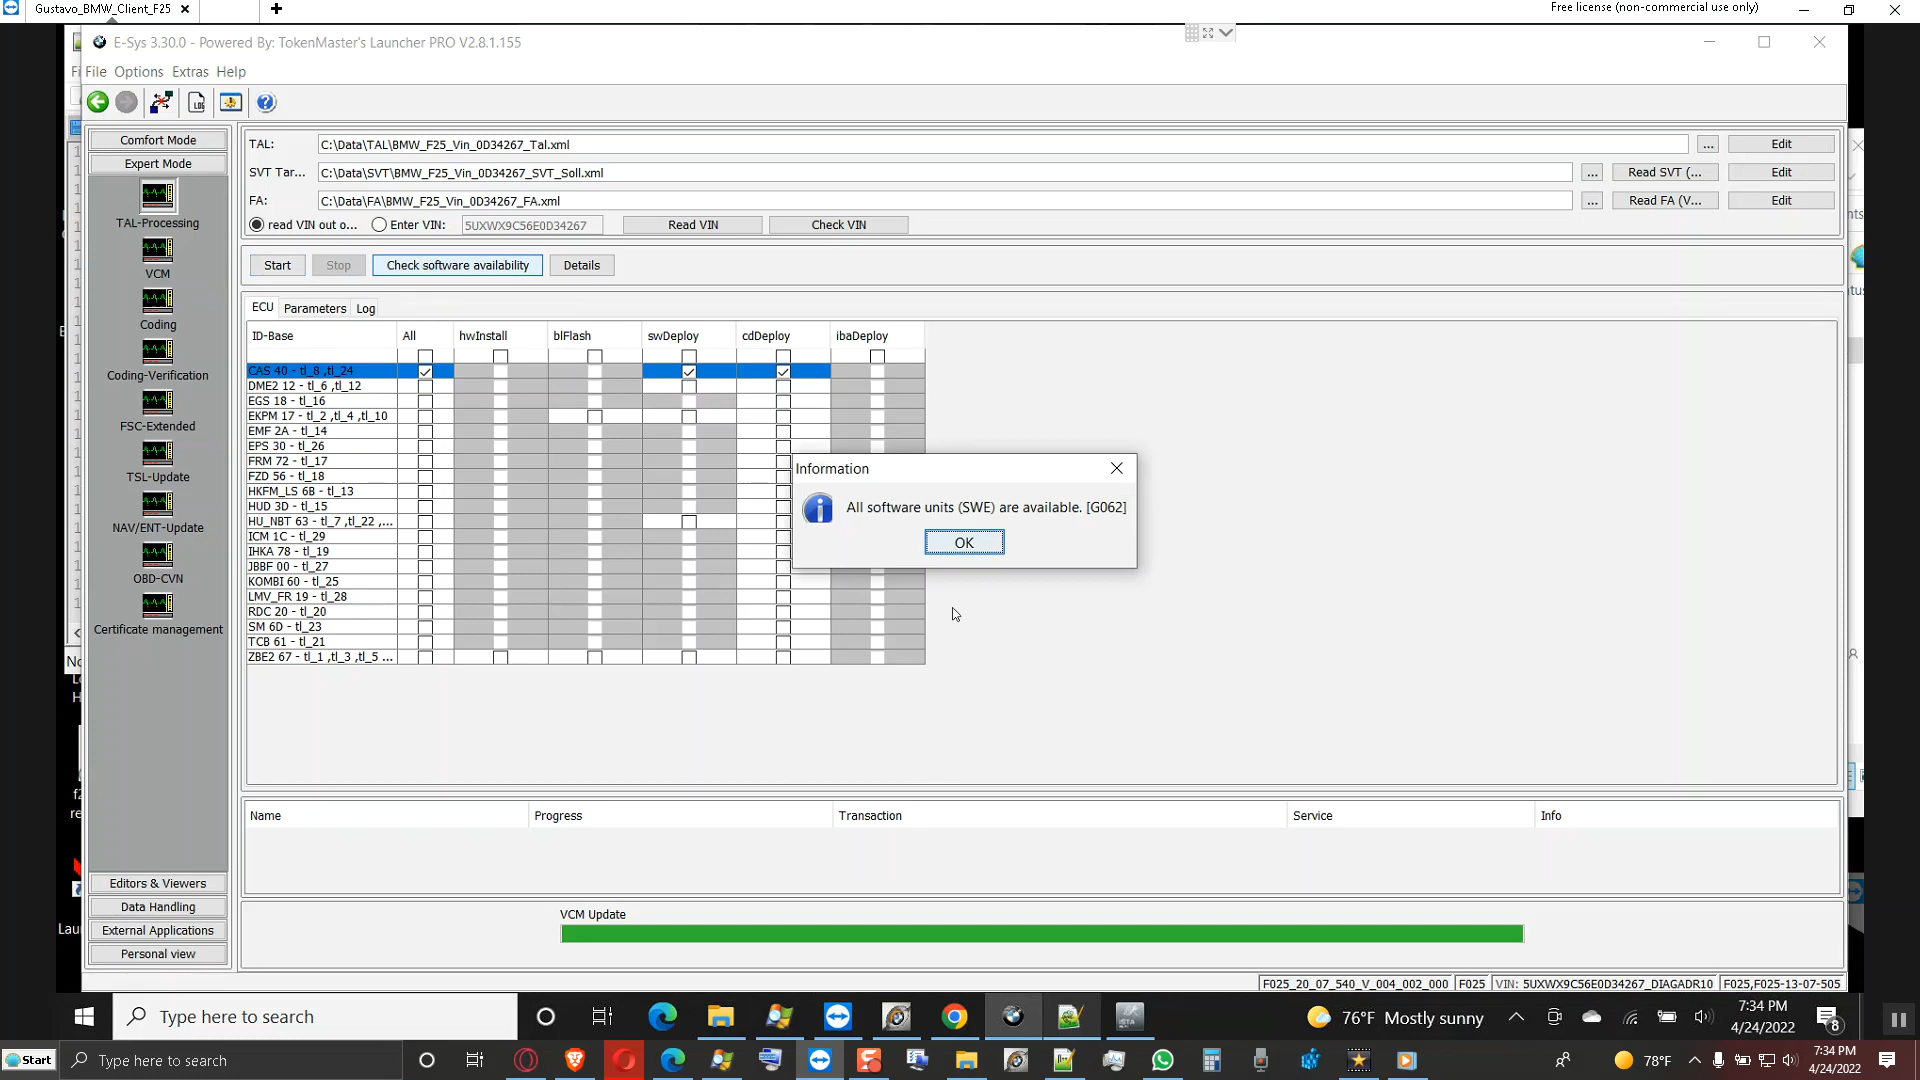 Gustavo_BMW_Client_F25
Free license (non-commercial use only)
E-Sys 3.30.0 - Powered By: TokenMaster's Launcher PRO V2.8.1.155
File Options Extras Help
Comfort Mode
Expert Mode
TAL-Processing
VCM
Coding
Coding-Verification
FSC-Extended
TSL-Update
NAV/ENT-Update
OBD-CVN
Certificate management
Editors & Viewers
Data Handling
External Applications
Personal view
TAL: C:\Data\TAL\BMW_F25_Vin_0D34267_Tal.xml ... Edit
SVT Tar... C:\Data\SVT\BMW_F25_Vin_0D34267_SVT_Soll.xml ... Read SVT (... Edit
FA: C:\Data\FA\BMW_F25_Vin_0D34267_FA.xml ... Read FA (V... Edit
read VIN out o... Enter VIN: 5UXWX9C56E0D34267 Read VIN Check VIN
Start Stop Check software availability Details
ECU Parameters Log
ID-Base All hwInstall blFlash swDeploy cdDeploy ibaDeploy
CAS 40 - tl_8 ,tl_24
DME2 12 - tl_6 ,tl_12
EGS 18 - tl_16
EKPM 17 - tl_2 ,tl_4 ,tl_10
EMF 2A - tl_14
EPS 30 - tl_26
FRM 72 - tl_17
FZD 56 - tl_18
HKFM_LS 6B - tl_13
HUD 3D - tl_15
HU_NBT 63 - tl_7 ,tl_22 ,...
ICM 1C - tl_29
IHKA 78 - tl_19
JBBF 00 - tl_27
KOMBI 60 - tl_25
LMV_FR 19 - tl_28
RDC 20 - tl_20
SM 6D - tl_23
TCB 61 - tl_21
ZBE2 67 - tl_1 ,tl_3 ,tl_5 ...
Information
All software units (SWE) are available. [G062]
OK
Name Progress Transaction Service Info
VCM Update
F025_20_07_540_V_004_002_000 F025 VIN: 5UXWX9C56E0D34267_DIAGADR10 F025,F025-13-07-505
Type here to search
76°F Mostly sunny
7:34 PM
4/24/2022
8
Start
Type here to search
78°F
7:34 PM
4/24/2022